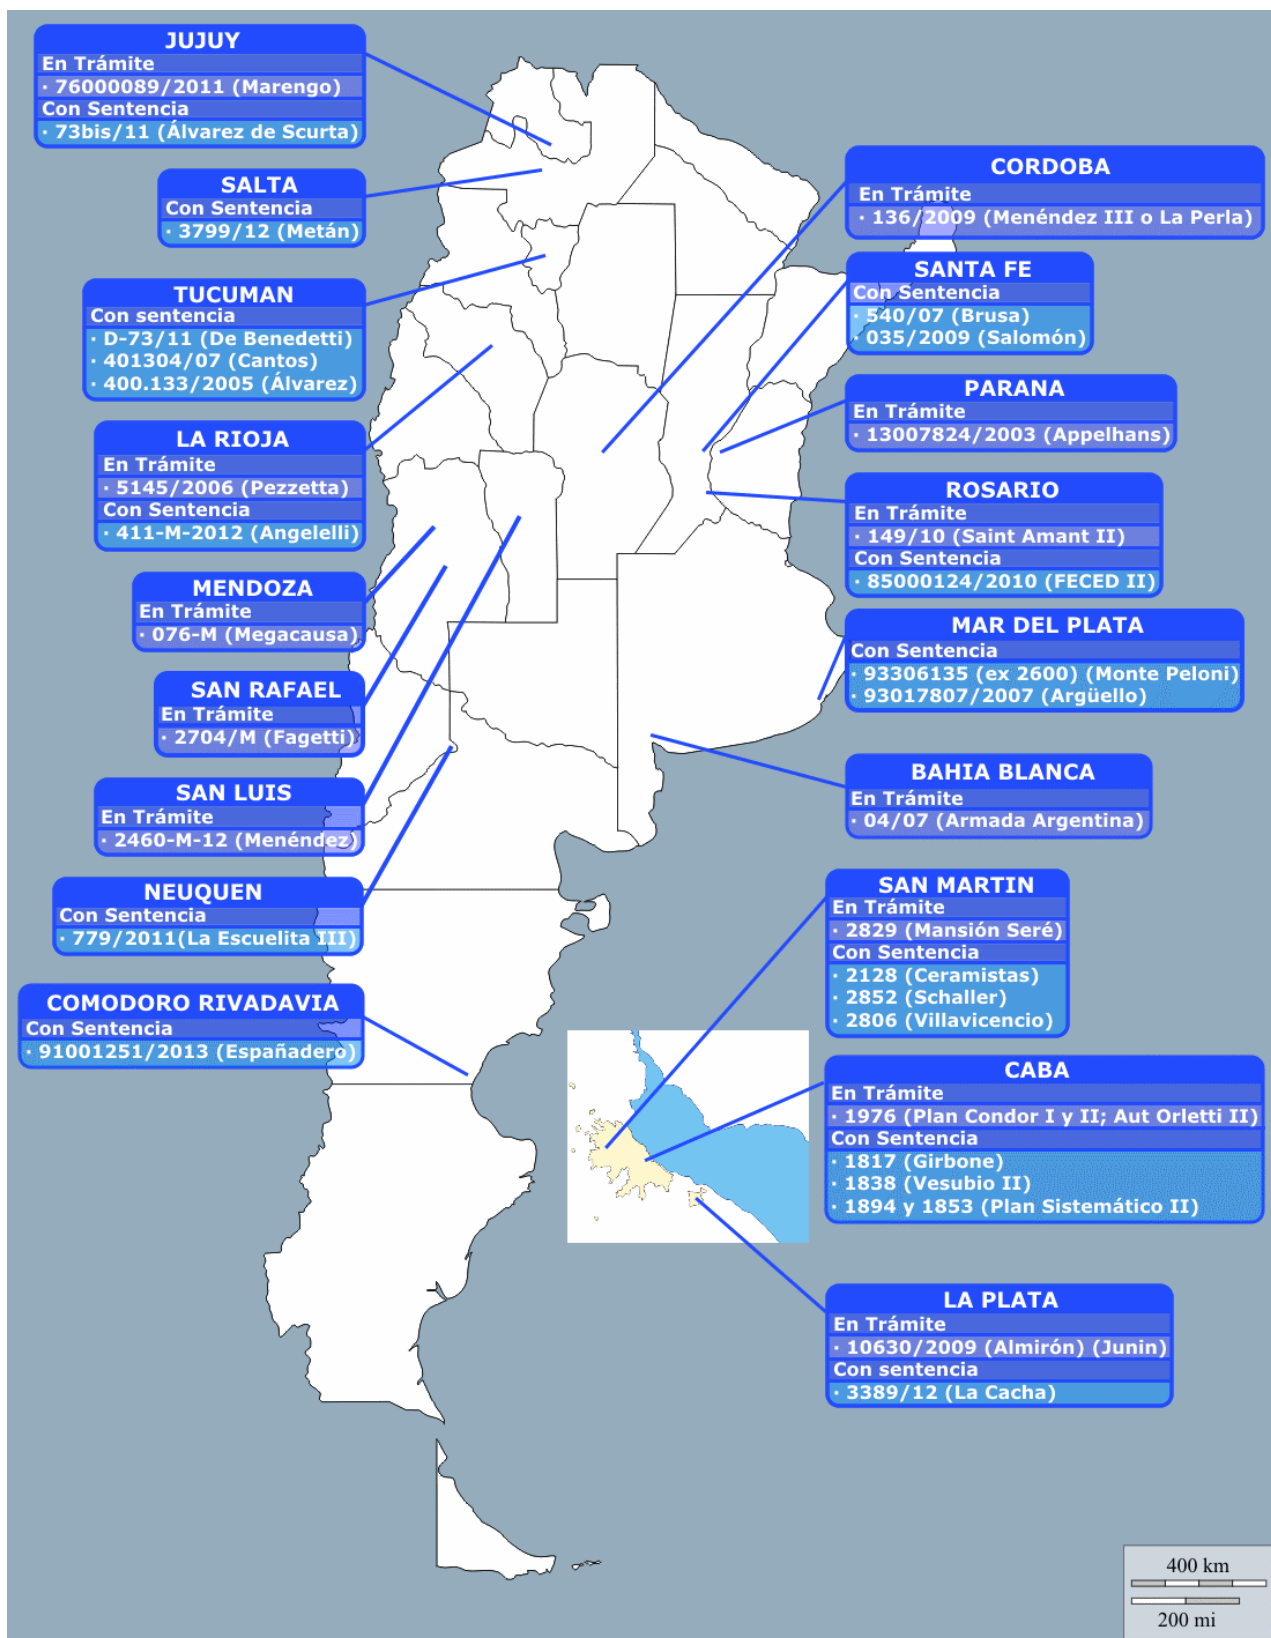 JUJUY
En Trámite
· 76000089/2011 (Marengo)
Con Sentencia
· 73bis/11 (Álvarez de Scurta)
SALTA
Con Sentencia
· 3799/12 (Metán)
TUCUMAN
Con sentencia
· D-73/11 (De Benedetti)
· 401304/07 (Cantos)
· 400.133/2005 (Álvarez)
LA RIOJA
En Trámite
· 5145/2006 (Pezzetta)
Con Sentencia
· 411-M-2012 (Angelelli)
MENDOZA
En Trámite
· 076-M (Megacausa)
SAN RAFAEL
En Trámite
· 2704/M (Fagetti)
SAN LUIS
En Trámite
· 2460-M-12 (Menéndez)
NEUQUEN
Con Sentencia
· 779/2011(La Escuelita III)
COMODORO RIVADAVIA
Con Sentencia
· 91001251/2013 (Españadero)
CORDOBA
En Trámite
· 136/2009 (Menéndez III o La Perla)
SANTA FE
Con Sentencia
· 540/07 (Brusa)
· 035/2009 (Salomón)
PARANA
En Trámite
· 13007824/2003 (Appelhans)
ROSARIO
En Trámite
· 149/10 (Saint Amant II)
Con Sentencia
· 85000124/2010 (FECED II)
MAR DEL PLATA
Con Sentencia
· 93306135 (ex 2600) (Monte Peloni)
· 93017807/2007 (Argüello)
BAHIA BLANCA
En Trámite
· 04/07 (Armada Argentina)
SAN MARTIN
En Trámite
· 2829 (Mansión Seré)
Con Sentencia
· 2128 (Ceramistas)
· 2852 (Schaller)
· 2806 (Villavicencio)
CABA
En Trámite
· 1976 (Plan Condor I y II; Aut Orletti II)
Con Sentencia
· 1817 (Girbone)
· 1838 (Vesubio II)
· 1894 y 1853 (Plan Sistemático II)
LA PLATA
En Trámite
· 10630/2009 (Almirón) (Junin)
Con sentencia
· 3389/12 (La Cacha)
400 km
200 mi